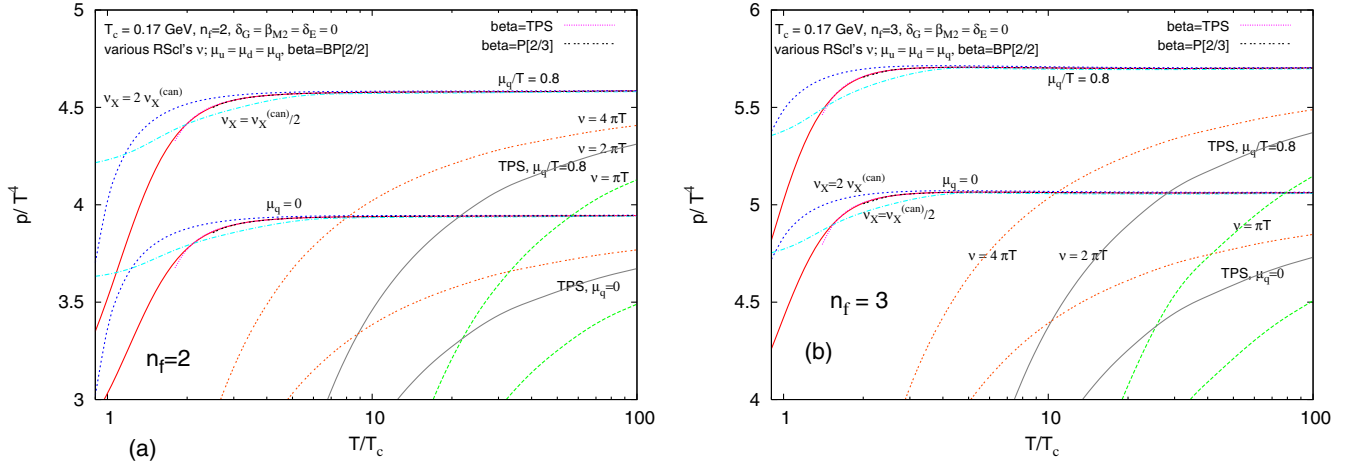 T_c = 0.17 GeV, n_f=2, δ_G = β_M2 = δ_E = 0
various RScl's ν; μ_u = μ_d = μ_q, beta=BP[2/2]
beta=TPS
beta=P[2/3]
5
4.5
4
3.5
3
p/T^4
ν_X = 2 ν_X^(can)
ν_X = ν_X^(can)/2
μ_q/T = 0.8
ν = 4 πT
ν = 2 πT
TPS, μ_q/T=0.8
ν = πT
μ_q = 0
TPS, μ_q=0
n_f=2
1
10
100
T/T_c
(a)
T_c = 0.17 GeV, n_f=3, δ_G = β_M2 = δ_E = 0
various RScl's ν; μ_u = μ_d = μ_q, beta=BP[2/2]
beta=TPS
beta=P[2/3]
6
5.5
5
4.5
4
p/T^4
μ_q/T = 0.8
TPS, μ_q/T=0.8
ν_X=2 ν_X^(can)
μ_q = 0
ν_X=ν_X^(can)/2
ν = πT
ν = 4 πT
ν = 2 πT
TPS, μ_q=0
n_f = 3
(b)
1
10
100
T/T_c